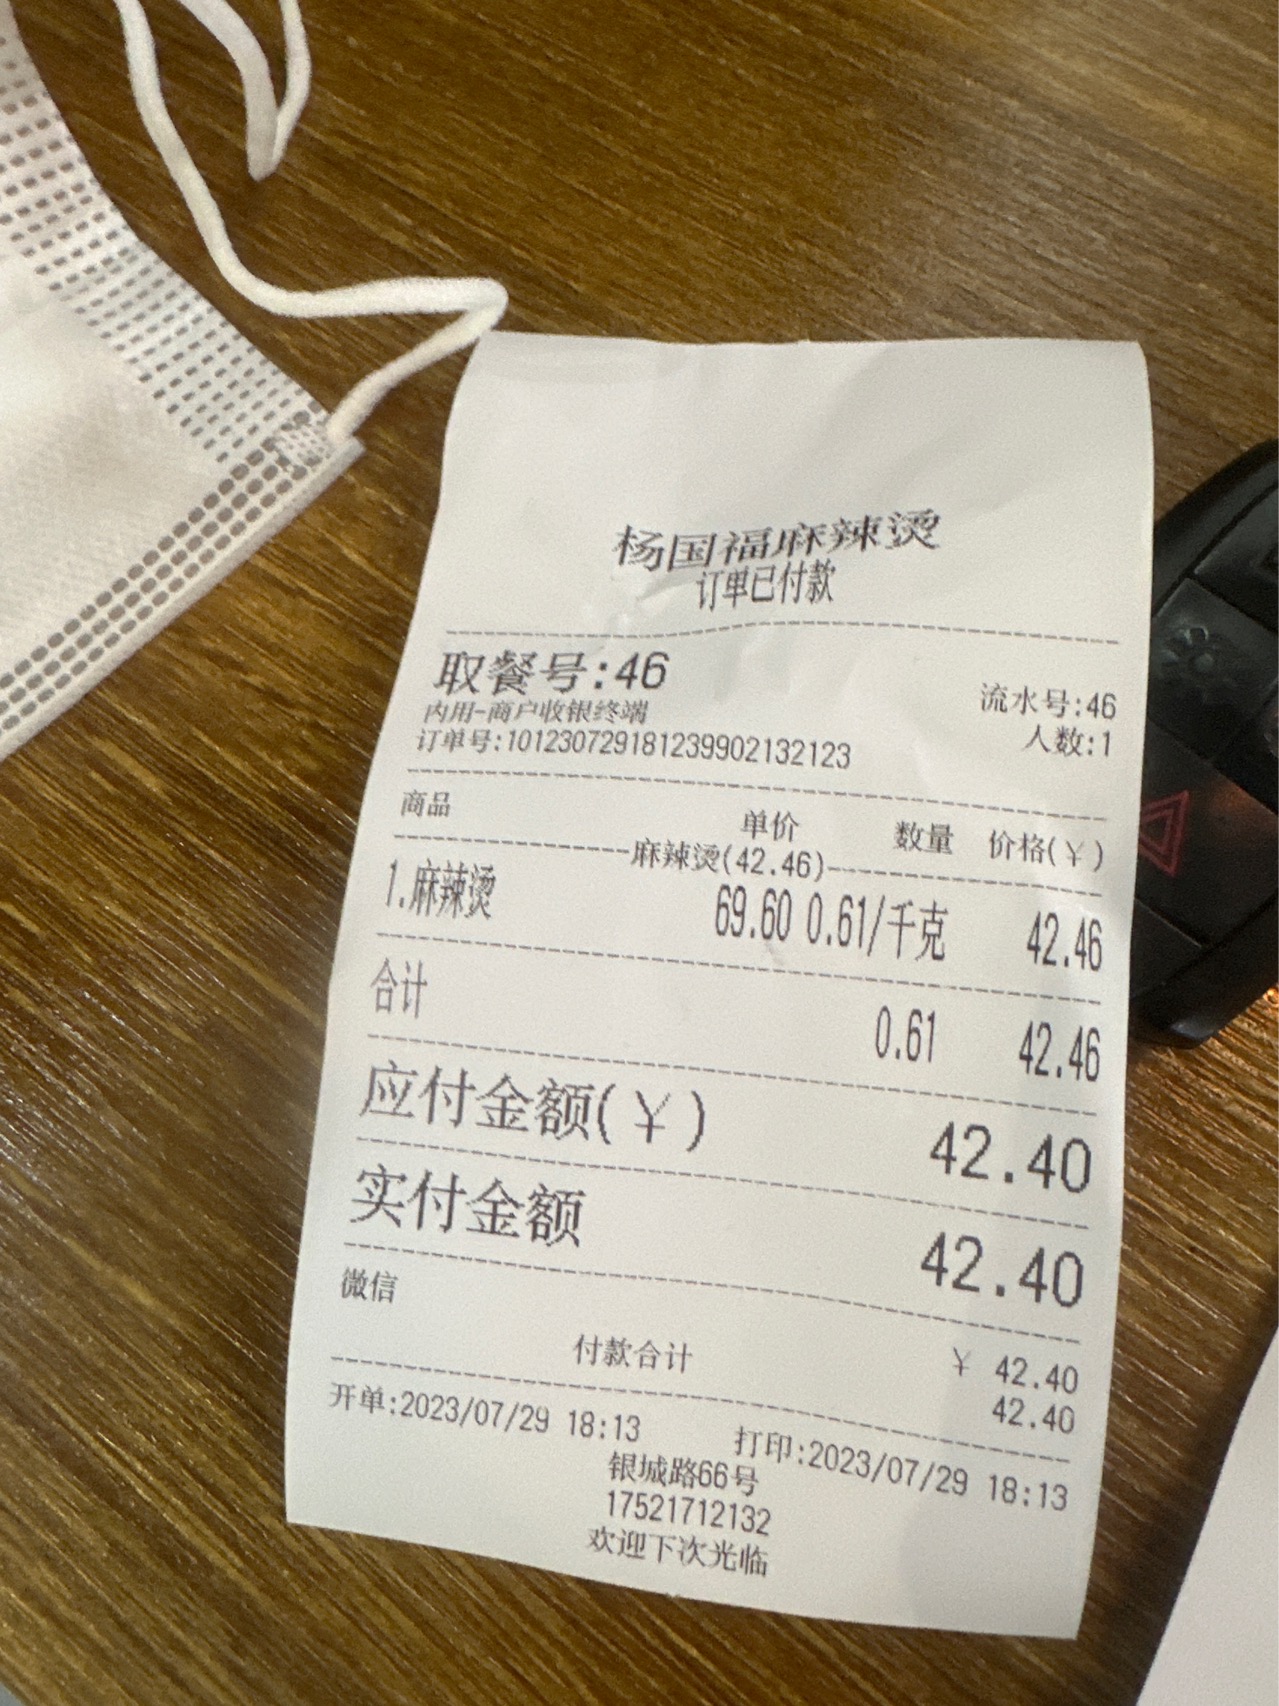 杨国福麻辣烫
订单已付款
取餐号:46
流水号:46
内用-商户收银终端
人数:1
订单号:101230729181239902132123
商品 单价 数量 价格(¥)
麻辣烫(42.46)
1.麻辣烫 69.60 0.61/千克 42.46
合计 0.61 42.46
应付金额(¥) 42.40
实付金额 42.40
微信 ¥ 42.40
付款合计 42.40
开单:2023/07/29 18:13 打印:2023/07/29 18:13
银城路66号
17521712132
欢迎下次光临